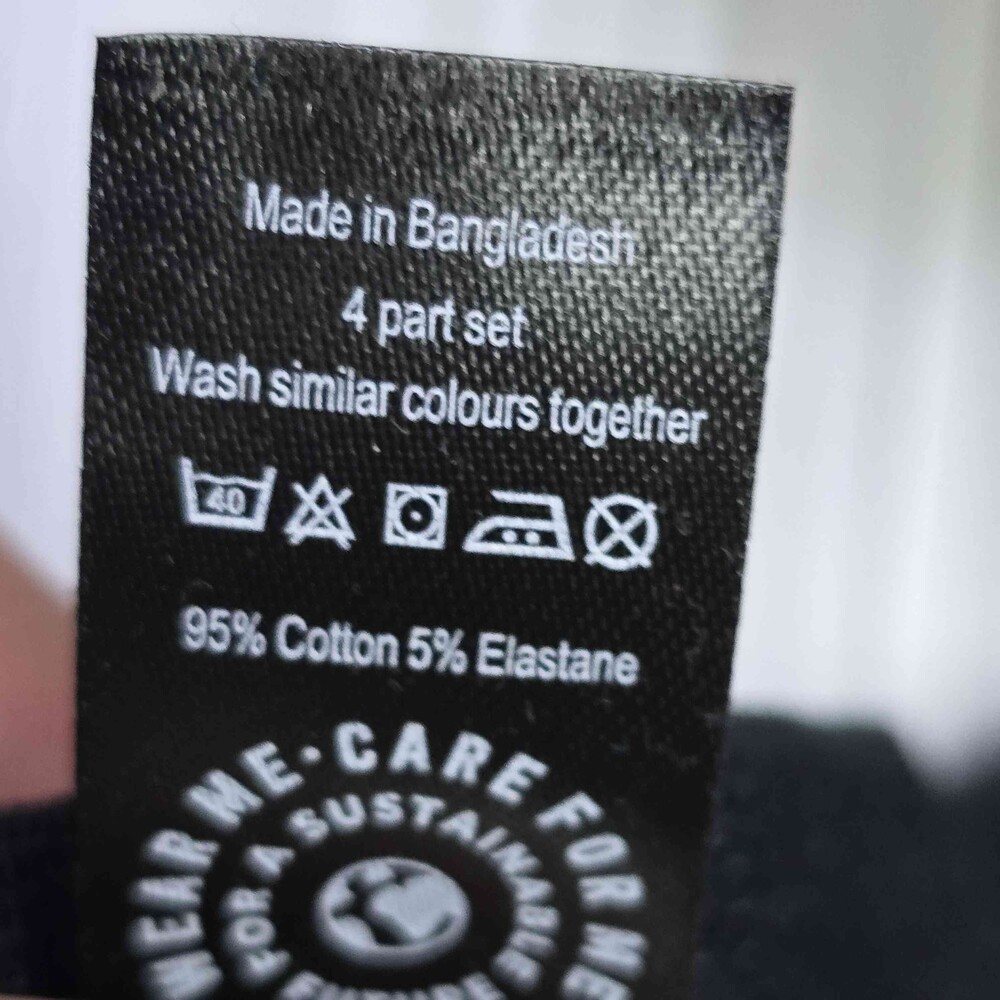 Made in Bangladesh
4 part set
Wash similar colours together
40
95% Cotton 5% Elastane
WEAR ME · CARE FOR ME
FOR A SUSTAINABLE